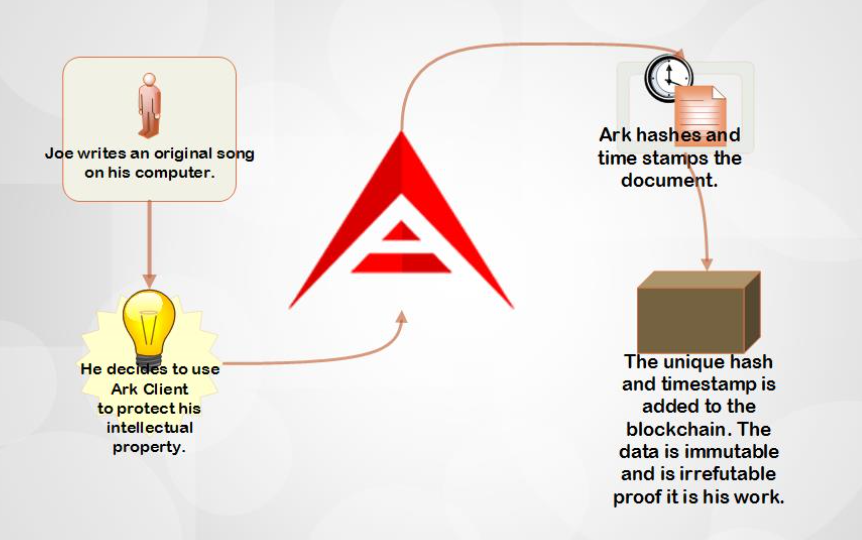 Joe writes an original song
on his computer.
He decides to use
Ark Client
to protect his
intellectual
property.
Ark hashes and
time stamps the
document.
The unique hash
and timestamp is
added to the
blockchain. The
data is immutable
and is irrefutable
proof it is his work.